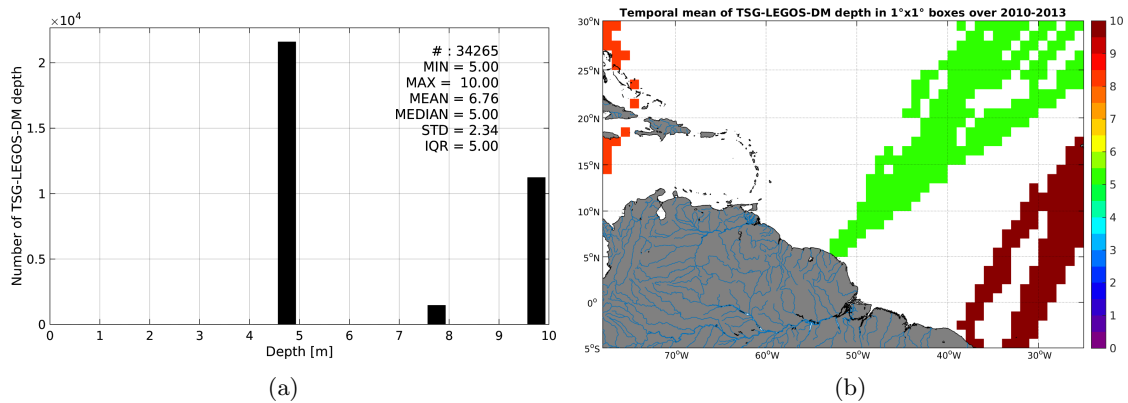 ×10⁴
Number of TSG-LEGOS-DM depth
2
1.5
1
0.5
0
# : 34265
MIN = 5.00
MAX = 10.00
MEAN = 6.76
MEDIAN = 5.00
STD = 2.34
IQR = 5.00
0 1 2 3 4 5 6 7 8 9 10
Depth [m]
(a)
Temporal mean of TSG-LEGOS-DM depth in 1°x1° boxes over 2010-2013
30°N
25°N
20°N
15°N
10°N
5°N
0°
5°S
70°W 60°W 50°W 40°W 30°W
10
9
8
7
6
5
4
3
2
1
0
(b)